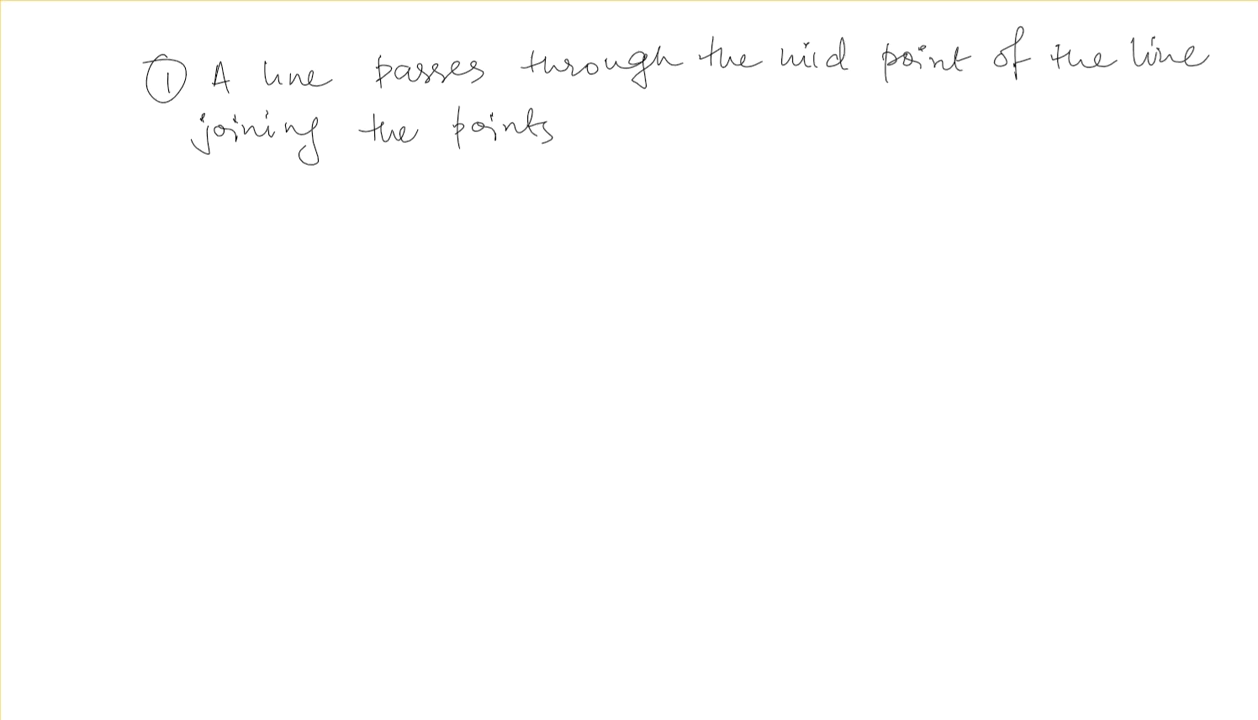 ① A line passes through the mid point of the line
joining the points